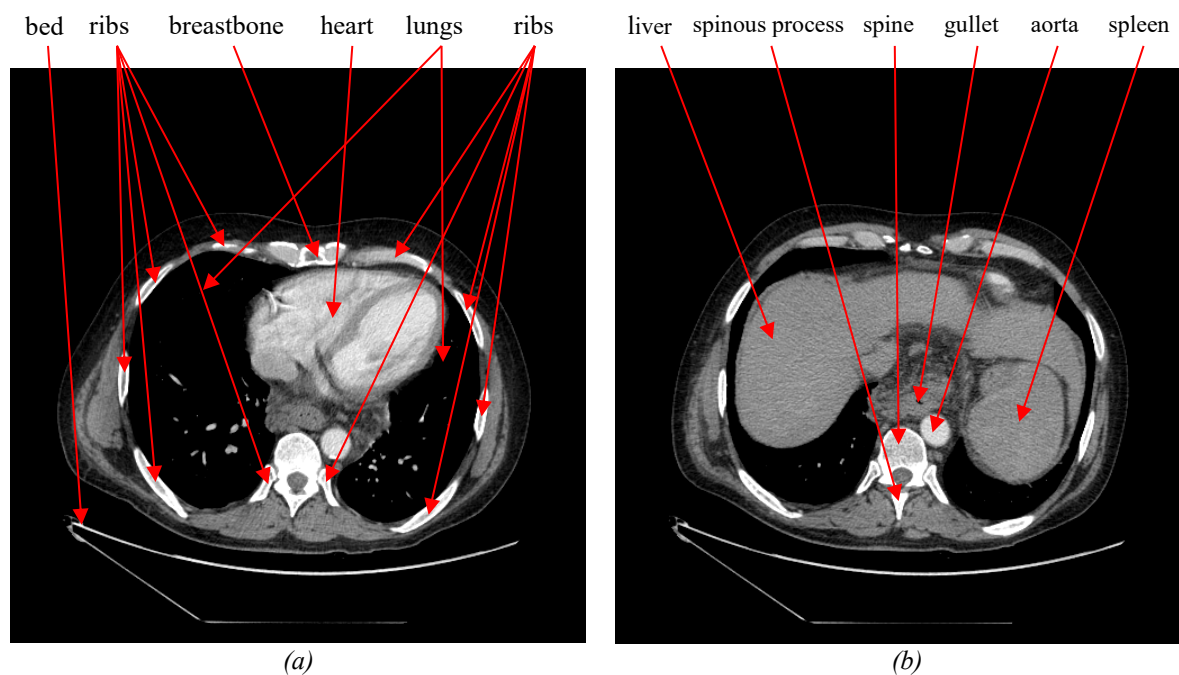 bed ribs breastbone heart lungs ribs
liver spinous process spine gullet aorta spleen
(a)
(b)